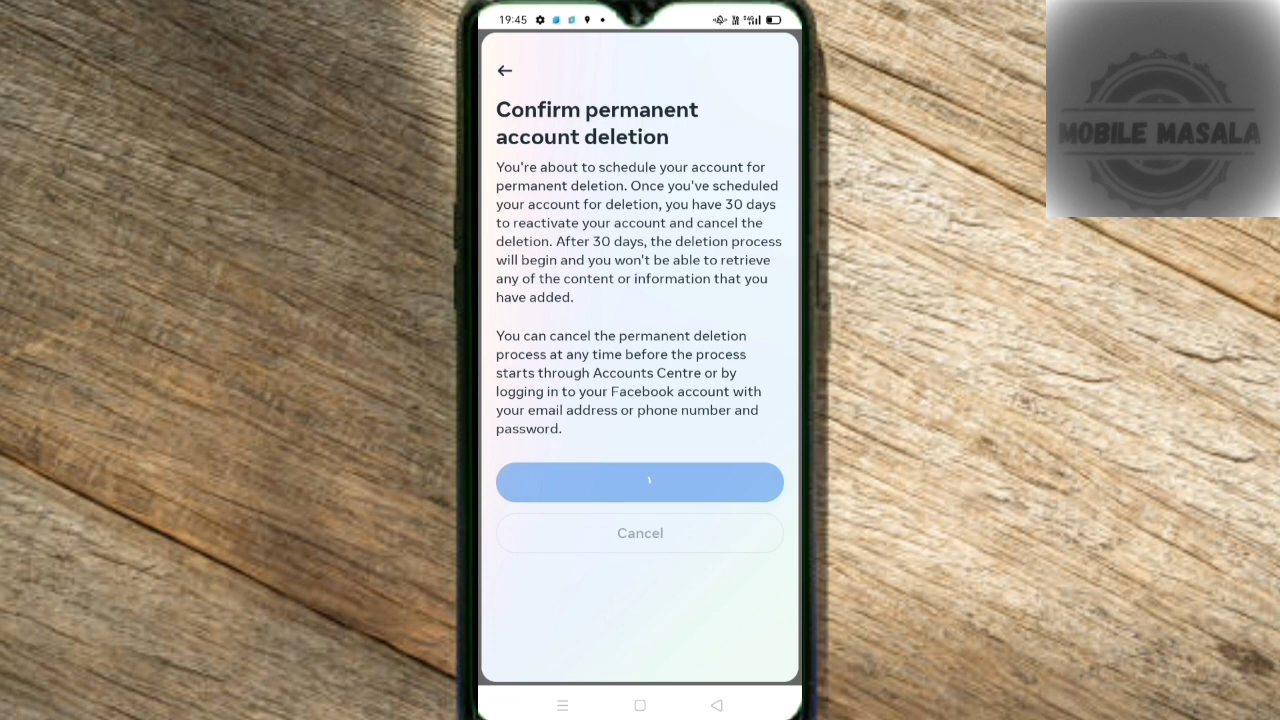 19:45
MOBILE MASALA
Confirm permanent
account deletion
You're about to schedule your account for
permanent deletion. Once you've scheduled
your account for deletion, you have 30 days
to reactivate your account and cancel the
deletion. After 30 days, the deletion process
will begin and you won't be able to retrieve
any of the content or information that you
have added.
You can cancel the permanent deletion
process at any time before the process
starts through Accounts Centre or by
logging in to your Facebook account with
your email address or phone number and
password.
Cancel